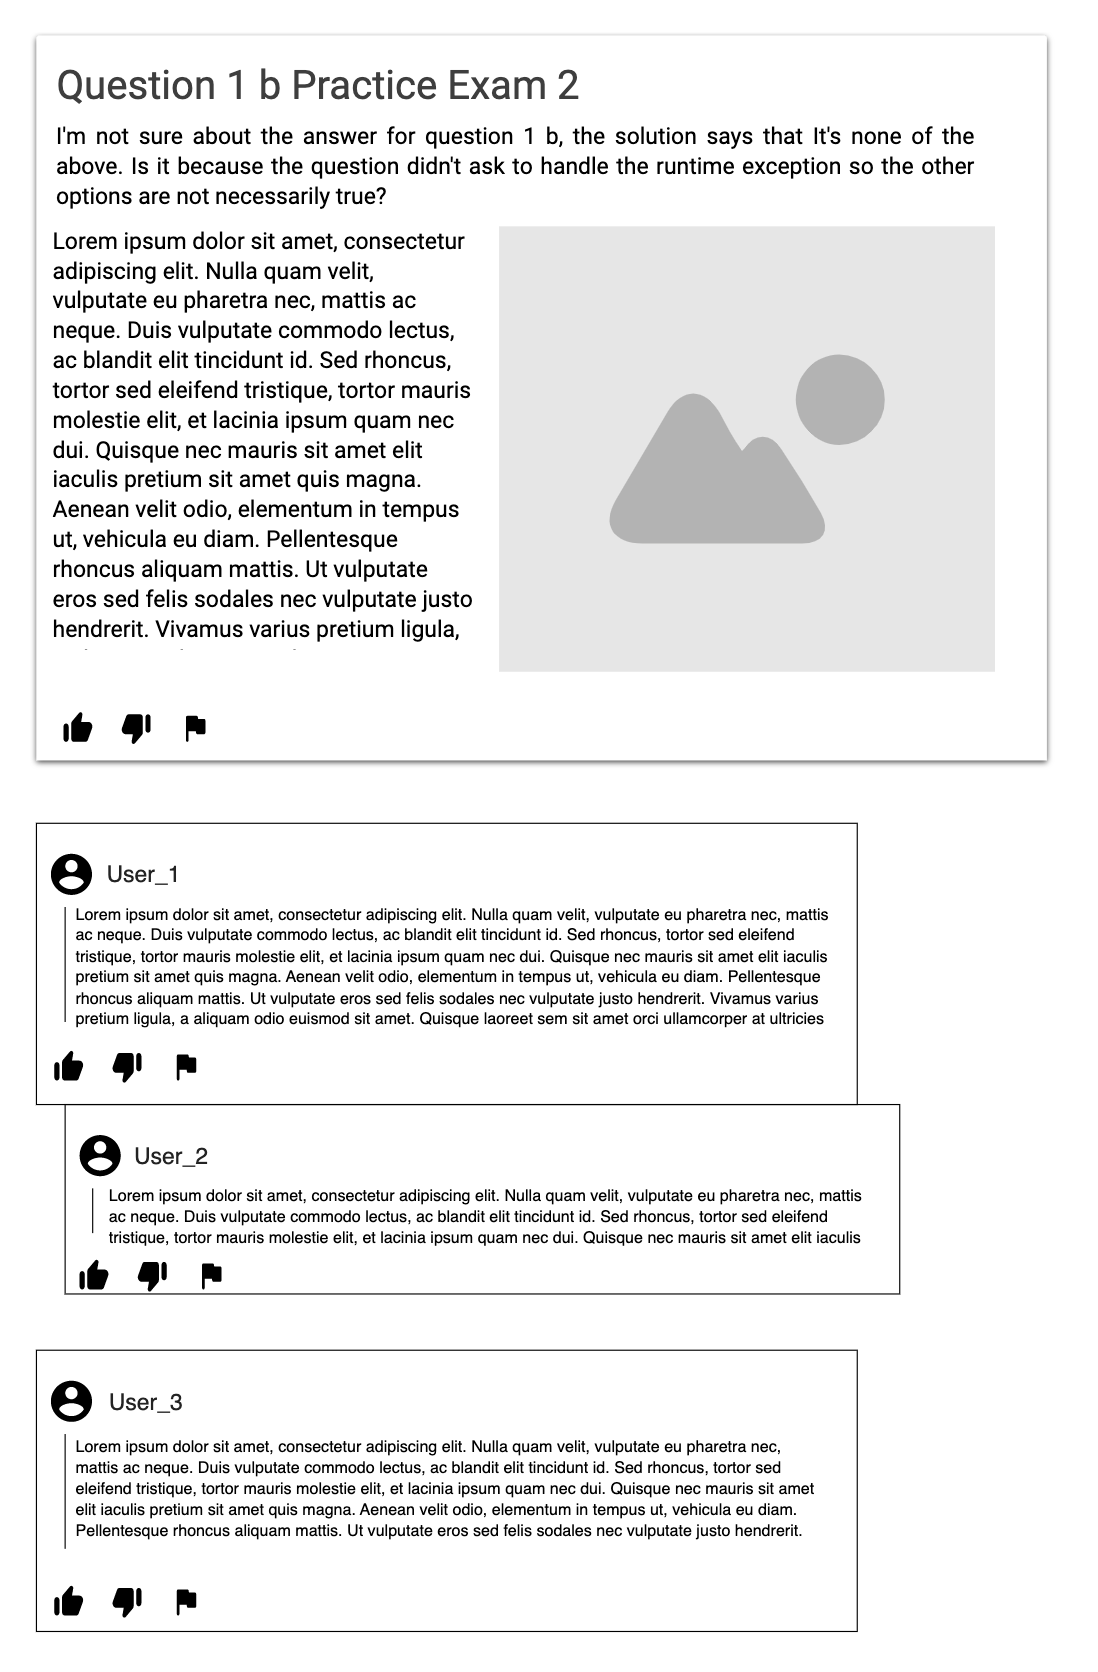 Question 1 b Practice Exam 2
I'm not sure about the answer for question 1 b, the solution says that It's none of the
above. Is it because the question didn't ask to handle the runtime exception so the other
options are not necessarily true?
Lorem ipsum dolor sit amet, consectetur
adipiscing elit. Nulla quam velit,
vulputate eu pharetra nec, mattis ac
neque. Duis vulputate commodo lectus,
ac blandit elit tincidunt id. Sed rhoncus,
tortor sed eleifend tristique, tortor mauris
molestie elit, et lacinia ipsum quam nec
dui. Quisque nec mauris sit amet elit
iaculis pretium sit amet quis magna.
Aenean velit odio, elementum in tempus
ut, vehicula eu diam. Pellentesque
rhoncus aliquam mattis. Ut vulputate
eros sed felis sodales nec vulputate justo
hendrerit. Vivamus varius pretium ligula,
User_1
Lorem ipsum dolor sit amet, consectetur adipiscing elit. Nulla quam velit, vulputate eu pharetra nec, mattis
ac neque. Duis vulputate commodo lectus, ac blandit elit tincidunt id. Sed rhoncus, tortor sed eleifend
tristique, tortor mauris molestie elit, et lacinia ipsum quam nec dui. Quisque nec mauris sit amet elit iaculis
pretium sit amet quis magna. Aenean velit odio, elementum in tempus ut, vehicula eu diam. Pellentesque
rhoncus aliquam mattis. Ut vulputate eros sed felis sodales nec vulputate justo hendrerit. Vivamus varius
pretium ligula, a aliquam odio euismod sit amet. Quisque laoreet sem sit amet orci ullamcorper at ultricies
User_2
Lorem ipsum dolor sit amet, consectetur adipiscing elit. Nulla quam velit, vulputate eu pharetra nec, mattis
ac neque. Duis vulputate commodo lectus, ac blandit elit tincidunt id. Sed rhoncus, tortor sed eleifend
tristique, tortor mauris molestie elit, et lacinia ipsum quam nec dui. Quisque nec mauris sit amet elit iaculis
User_3
Lorem ipsum dolor sit amet, consectetur adipiscing elit. Nulla quam velit, vulputate eu pharetra nec,
mattis ac neque. Duis vulputate commodo lectus, ac blandit elit tincidunt id. Sed rhoncus, tortor sed
eleifend tristique, tortor mauris molestie elit, et lacinia ipsum quam nec dui. Quisque nec mauris sit amet
elit iaculis pretium sit amet quis magna. Aenean velit odio, elementum in tempus ut, vehicula eu diam.
Pellentesque rhoncus aliquam mattis. Ut vulputate eros sed felis sodales nec vulputate justo hendrerit.